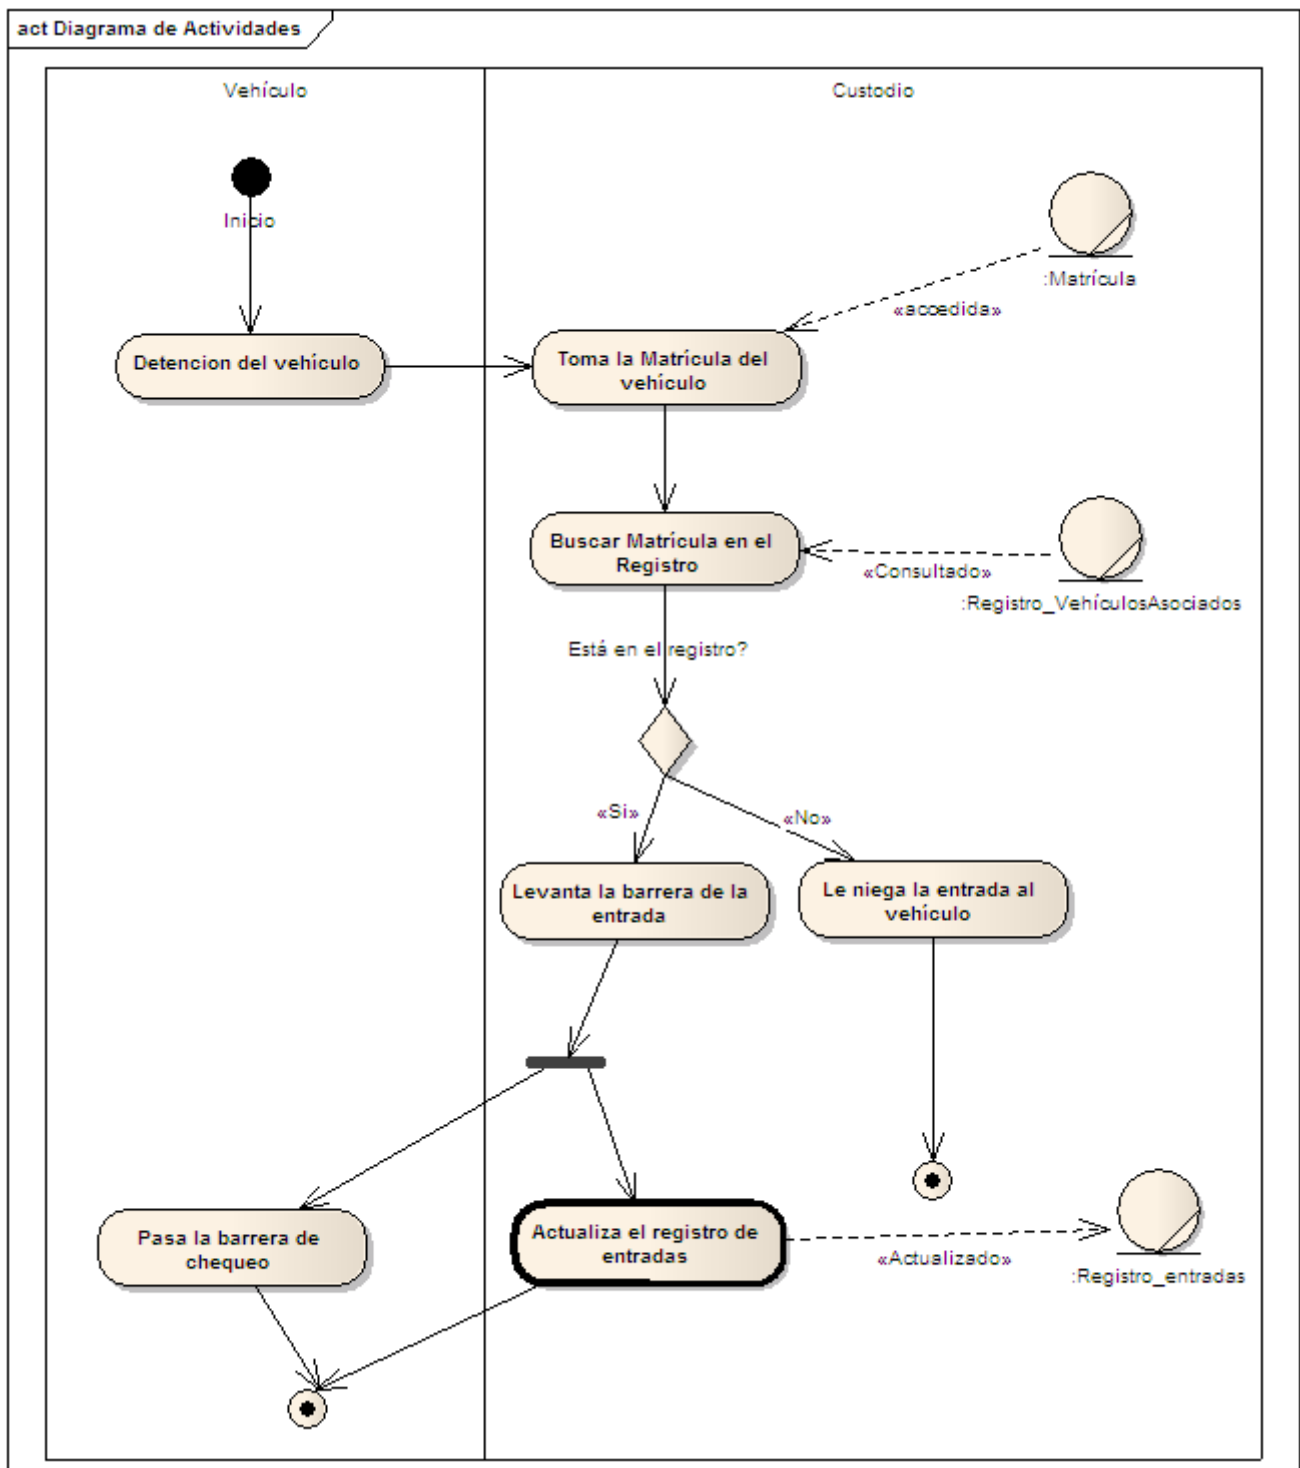 act Diagrama de Actividades
Vehículo
Custodio
Inicio
:Matrícula
«accedida»
Detencion del vehículo
Toma la Matrícula del
vehículo
Buscar Matrícula en el
Registro
«Consultado»
:Registro_VehículosAsociados
Está en el registro?
«Si»
«No»
Levanta la barrera de la
entrada
Le niega la entrada al
vehículo
Pasa la barrera de
chequeo
Actualiza el registro de
entradas
«Actualizado»
:Registro_entradas